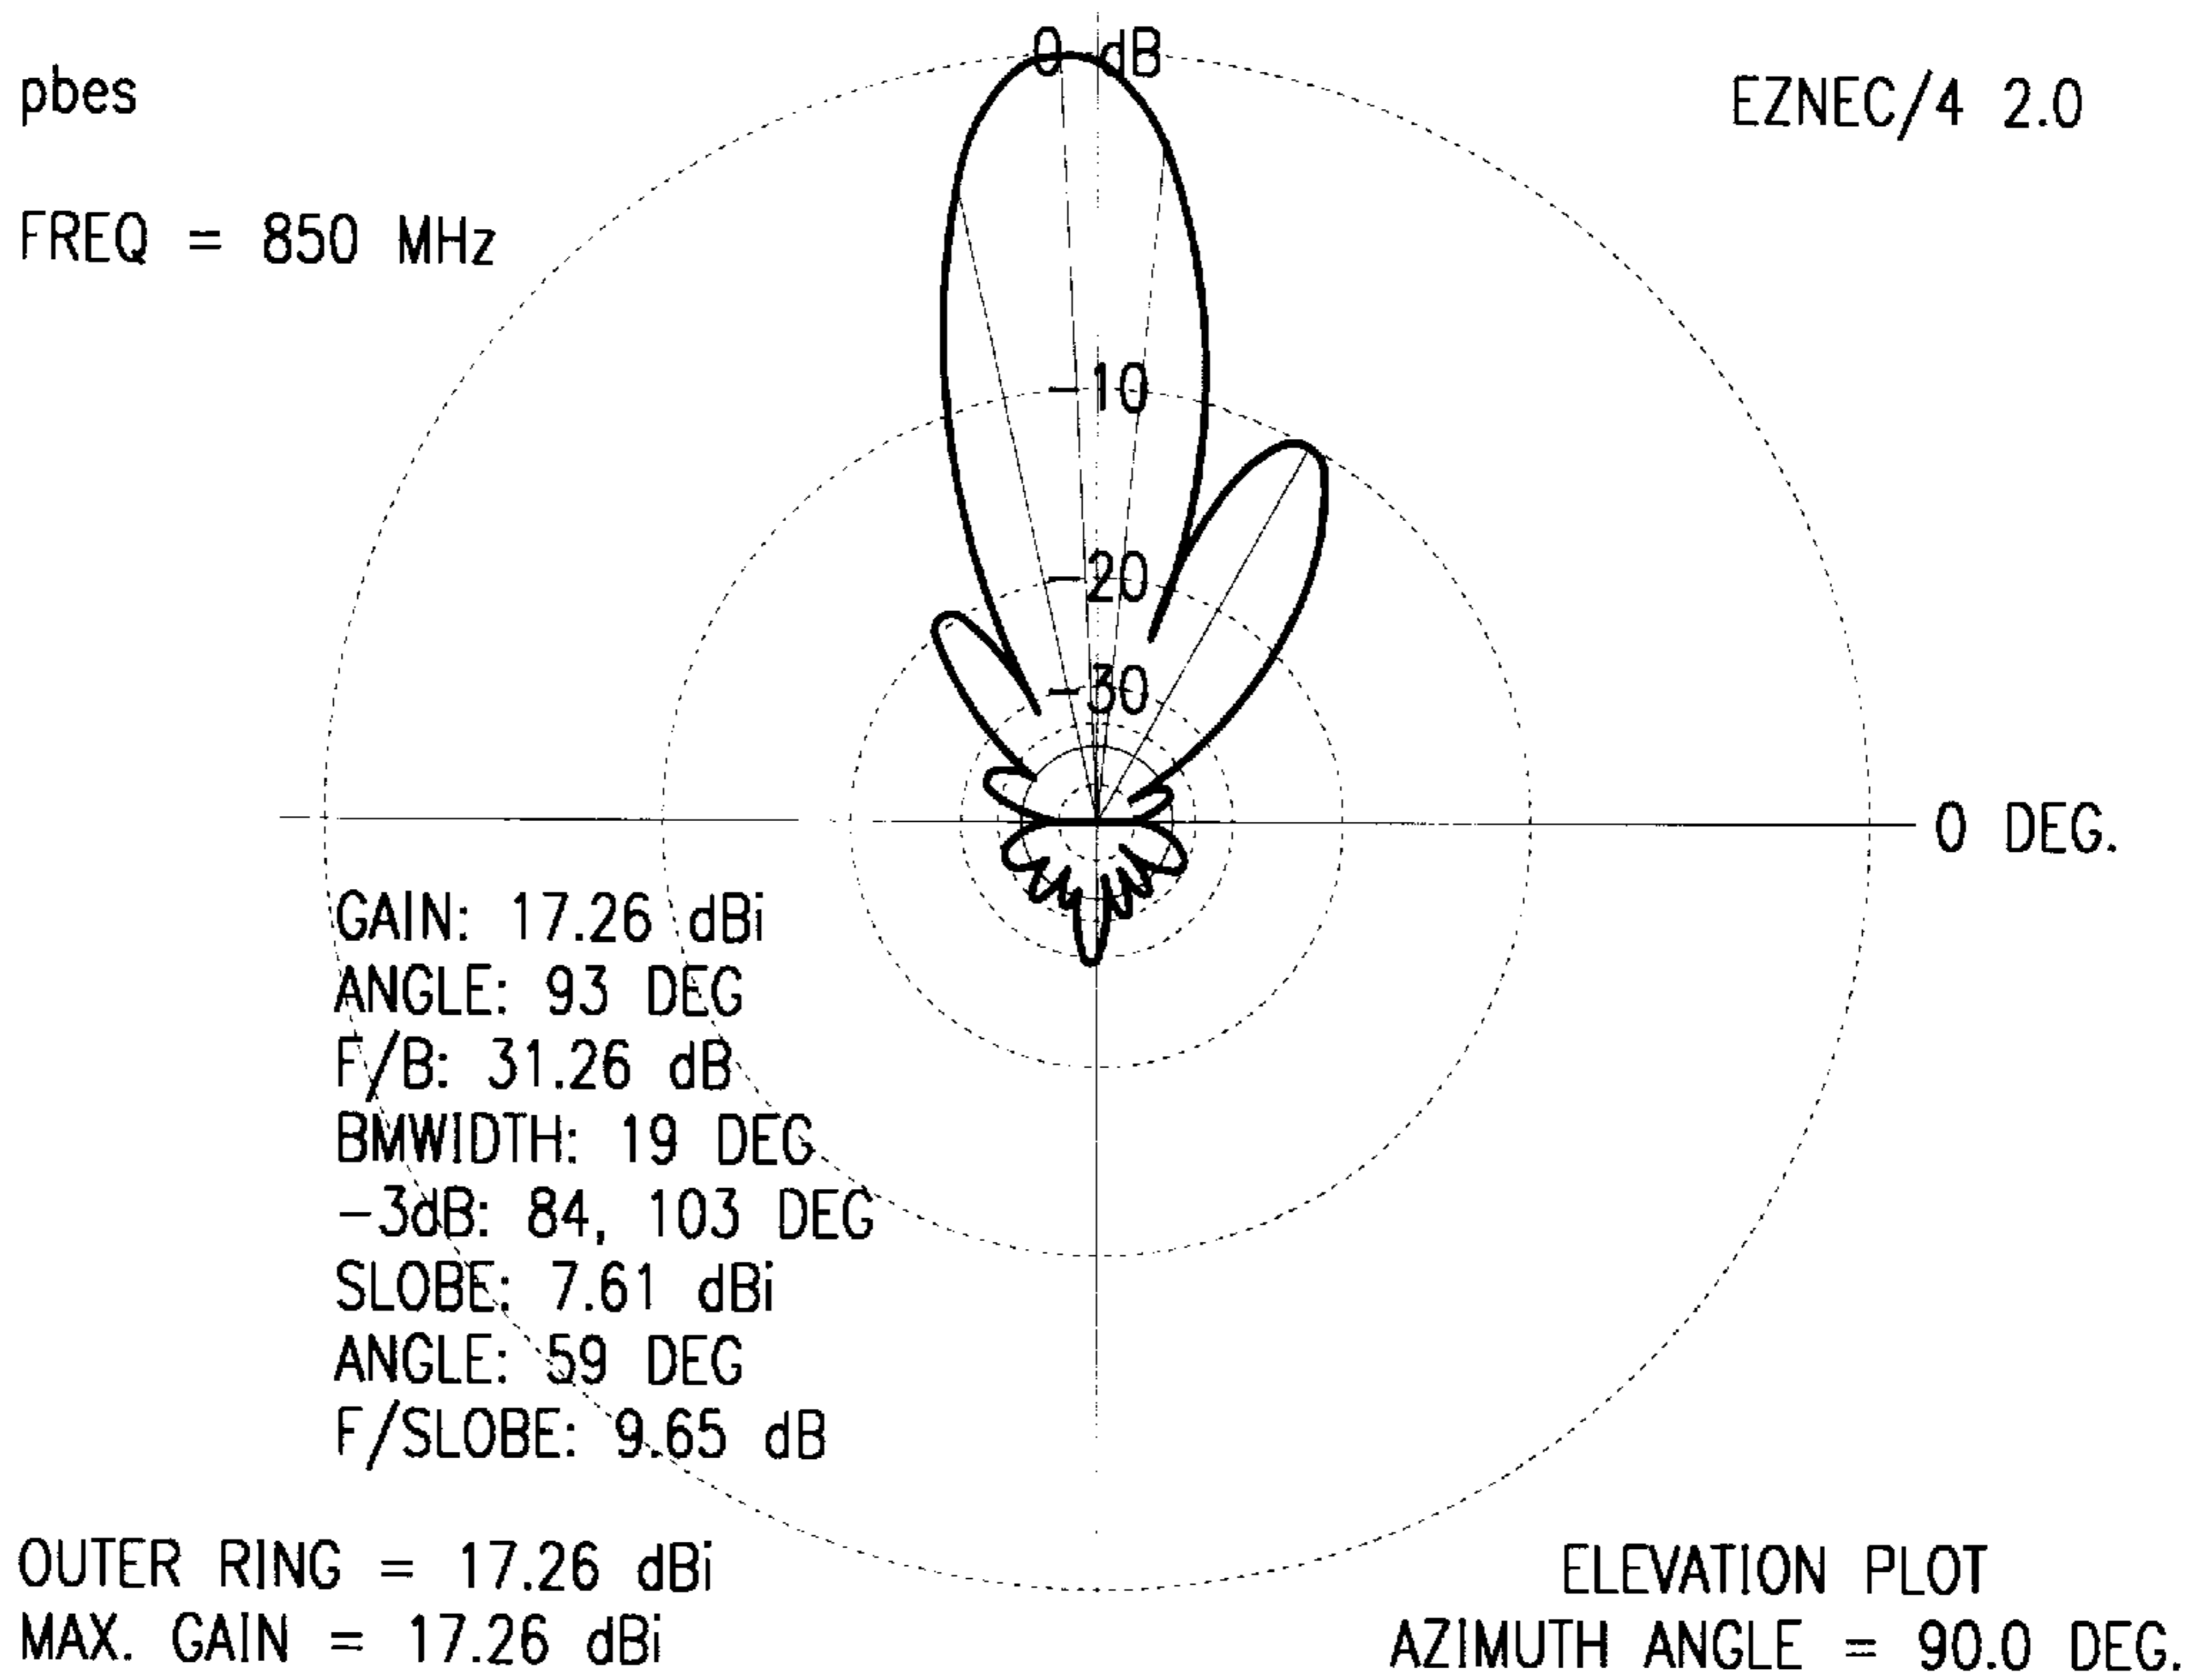 0 dB
pbes
EZNEC/4 2.0
FREQ = 850 MHz
-10
-20
-30
0 DEG.
GAIN: 17.26 dBi
ANGLE: 93 DEG
F/B: 31.26 dB
BMWIDTH: 19 DEG
-3dB: 84, 103 DEG
SLOBE: 7.61 dBi
ANGLE: 59 DEG
F/SLOBE: 9.65 dB
OUTER RING = 17.26 dBi
MAX. GAIN = 17.26 dBi
ELEVATION PLOT
AZIMUTH ANGLE = 90.0 DEG.